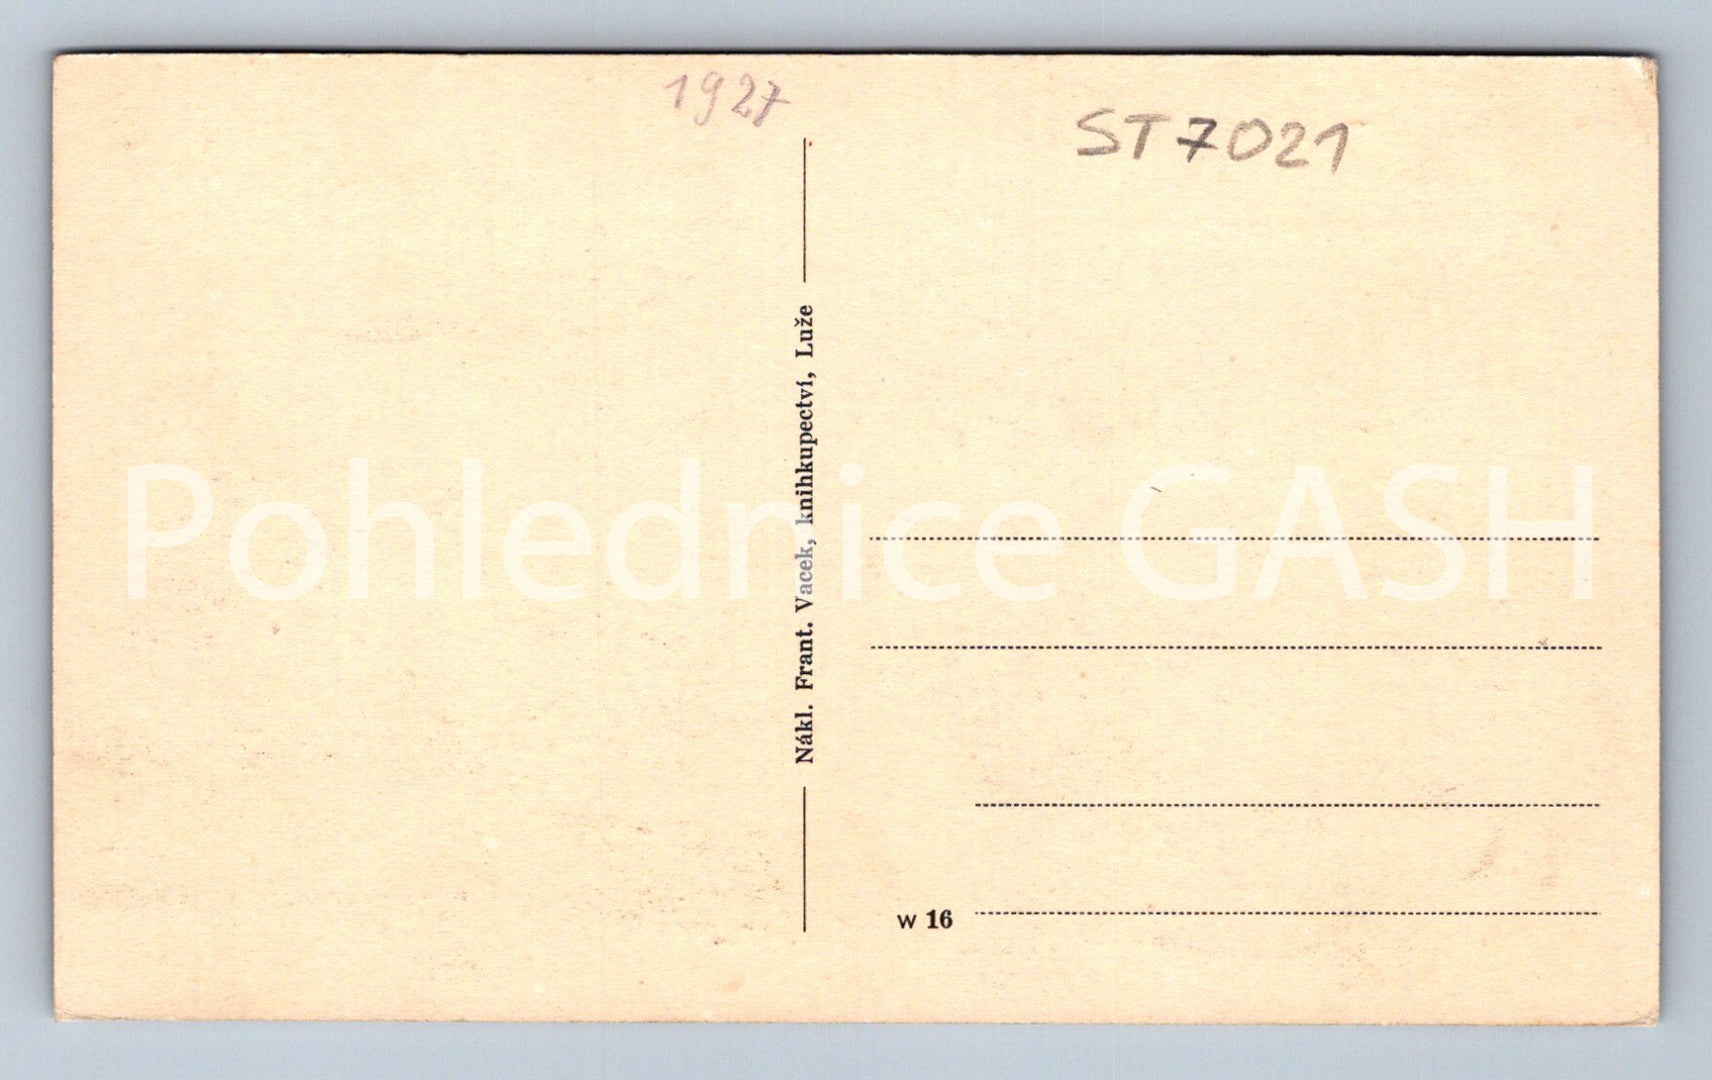 1927
ST7021
Nákl. Frant. Vacek, knihkupectví, Luže
Pohlednice GASH
W 16